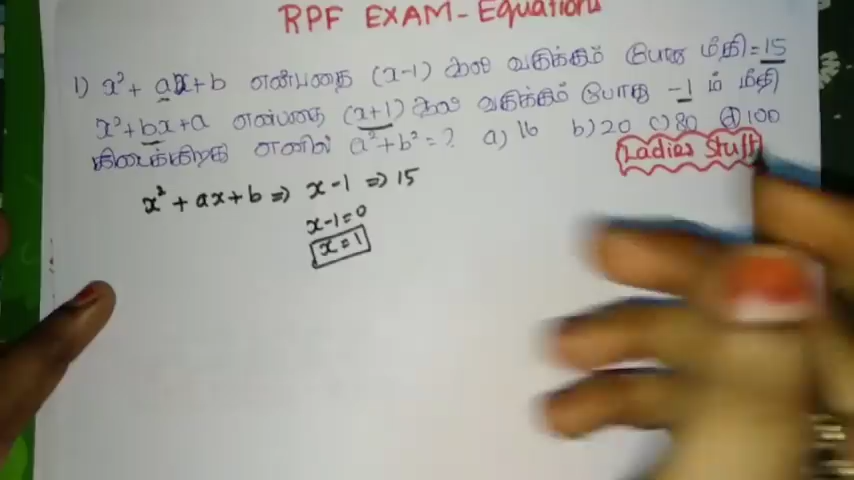 RPF EXAM - Equations
1) x² + ax + b என்பதை (x-1) ஆல் வகுக்கும் போது மீதி = 15
x² + bx + a என்பதை (x+1) ஆல் வகுக்கும் போது -1 ம் மீதி
கிடைக்கிறது எனில் a² + b² = ? a) 16 b) 20 c) 80 d) 100
Ladies Stuff
x² + ax + b ⇒ x - 1 ⇒ 15
x - 1 = 0
x = 1